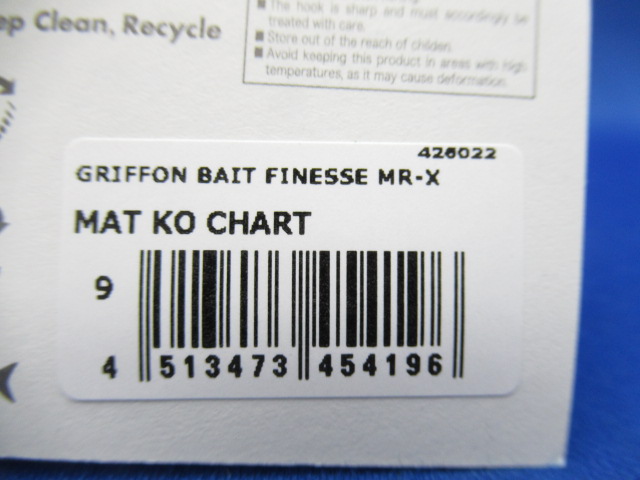 ep Clean, Recycle
■ The hook is sharp and must accordingly be
treated with care.
■ Store out of the reach of childen.
■ Avoid keeping this product in areas with high
temperatures, as it may cause deformation.
426022
GRIFFON BAIT FINESSE MR-X
MAT KO CHART
9
4 513473 454196